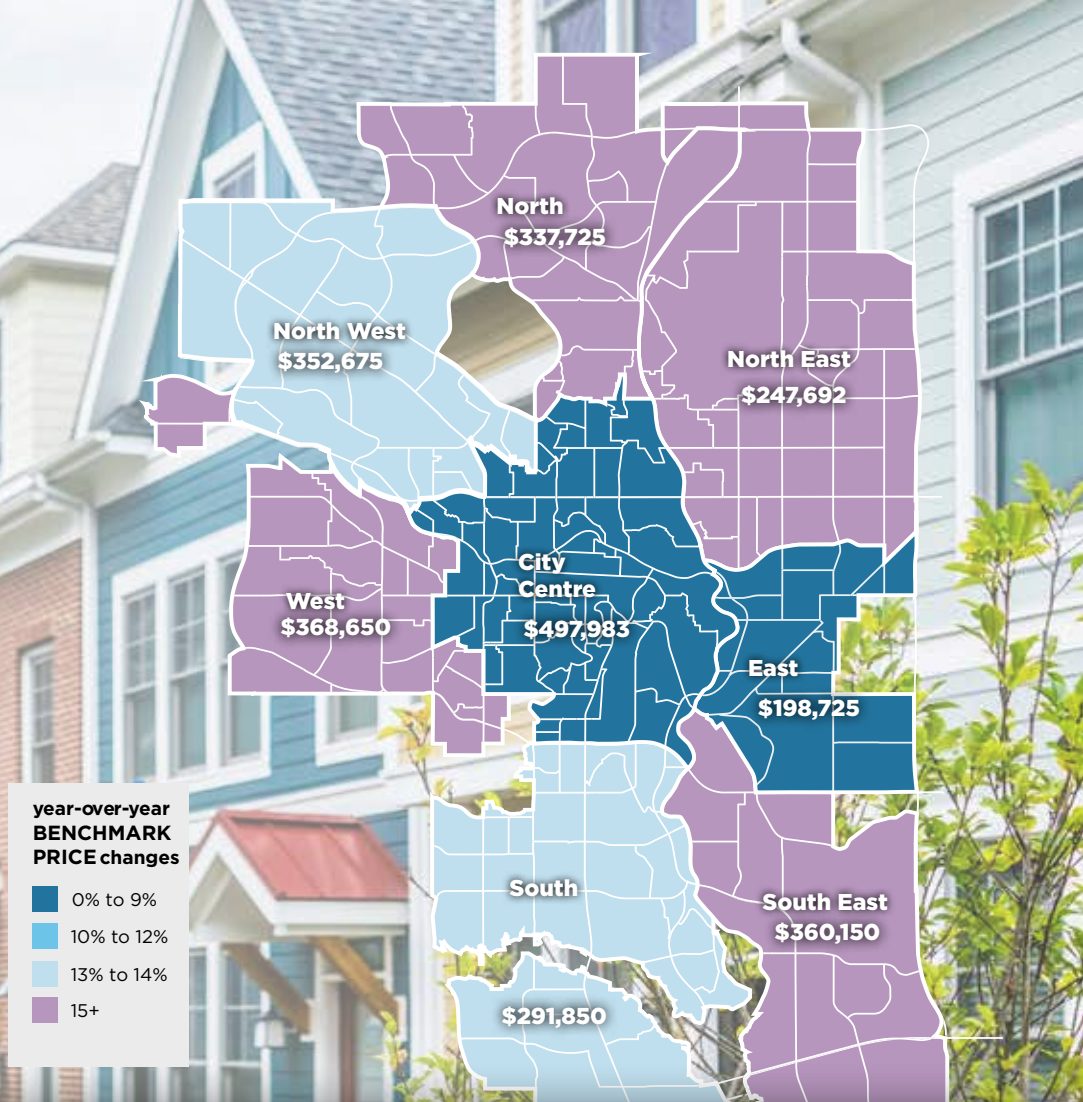 North
$337,725
North West
$352,675
North East
$247,692
City
Centre
$497,983
West
$368,650
East
$198,725
South
$291,850
South East
$360,150
year-over-year
BENCHMARK
PRICE changes
0% to 9%
10% to 12%
13% to 14%
15+